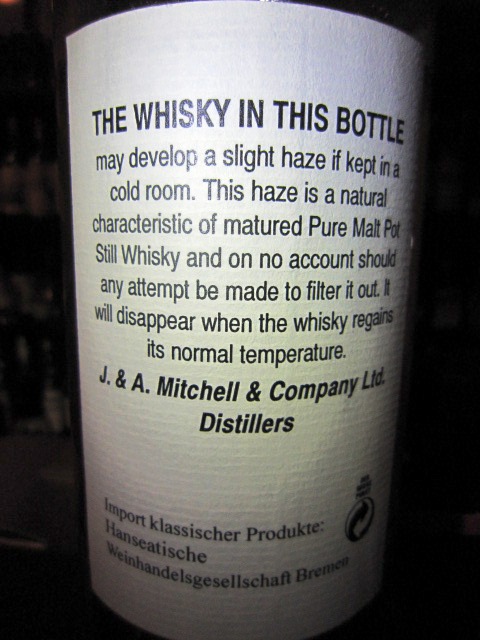 THE WHISKY IN THIS BOTTLE
may develop a slight haze if kept in a
cold room. This haze is a natural
characteristic of matured Pure Malt Pot
Still Whisky and on no account should
any attempt be made to filter it out. It
will disappear when the whisky regains
its normal temperature.
J. & A. Mitchell & Company Ltd.
Distillers
Import klassischer Produkte:
Hanseatische
Weinhandelsgesellschaft Bremen